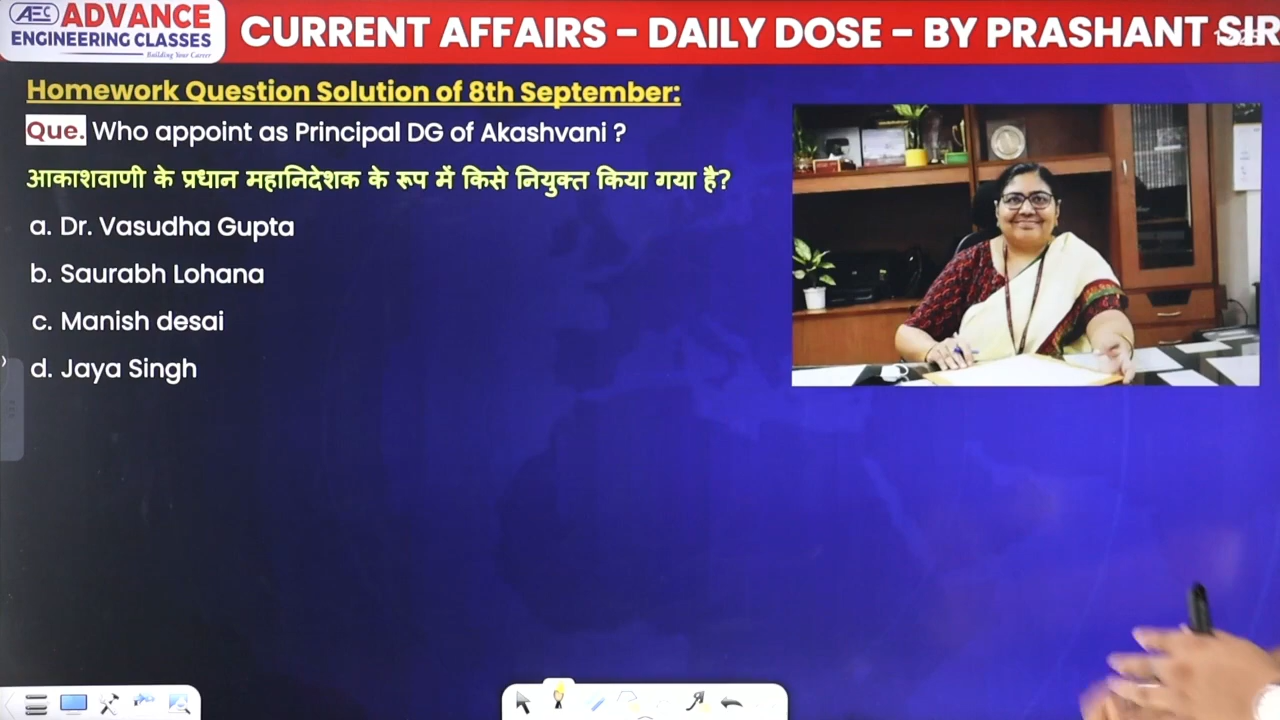 AEC ADVANCE
ENGINEERING CLASSES
Building Your Career
CURRENT AFFAIRS - DAILY DOSE - BY PRASHANT SIR
Homework Question Solution of 8th September:
Que. Who appoint as Principal DG of Akashvani ?
आकाशवाणी के प्रधान महानिदेशक के रूप में किसे नियुक्त किया गया है?
a. Dr. Vasudha Gupta
b. Saurabh Lohana
c. Manish desai
d. Jaya Singh